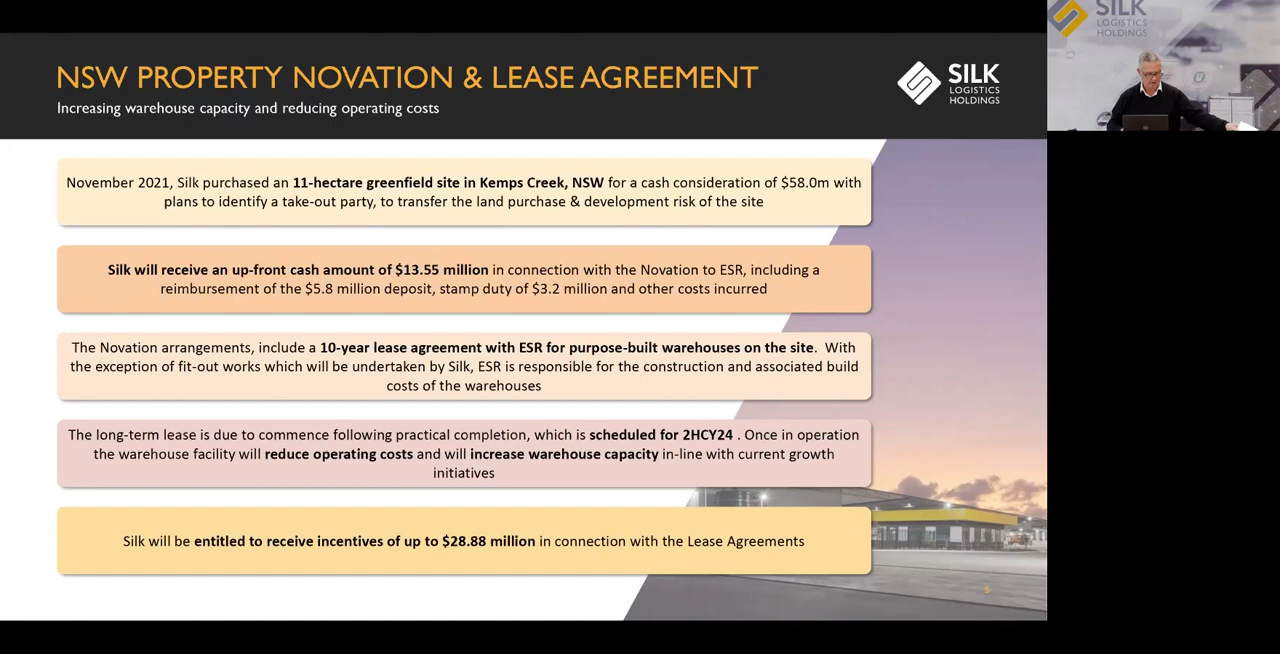 NSW PROPERTY NOVATION & LEASE AGREEMENT
Increasing warehouse capacity and reducing operating costs
SILK
LOGISTICS
HOLDINGS
SILK
LOGISTICS
HOLDINGS
November 2021, Silk purchased an 11-hectare greenfield site in Kemps Creek, NSW for a cash consideration of $58.0m with
plans to identify a take-out party, to transfer the land purchase & development risk of the site
Silk will receive an up-front cash amount of $13.55 million in connection with the Novation to ESR, including a
reimbursement of the $5.8 million deposit, stamp duty of $3.2 million and other costs incurred
The Novation arrangements, include a 10-year lease agreement with ESR for purpose-built warehouses on the site. With
the exception of fit-out works which will be undertaken by Silk, ESR is responsible for the construction and associated build
costs of the warehouses
The long-term lease is due to commence following practical completion, which is scheduled for 2HCY24 . Once in operation
the warehouse facility will reduce operating costs and will increase warehouse capacity in-line with current growth
initiatives
Silk will be entitled to receive incentives of up to $28.88 million in connection with the Lease Agreements
5